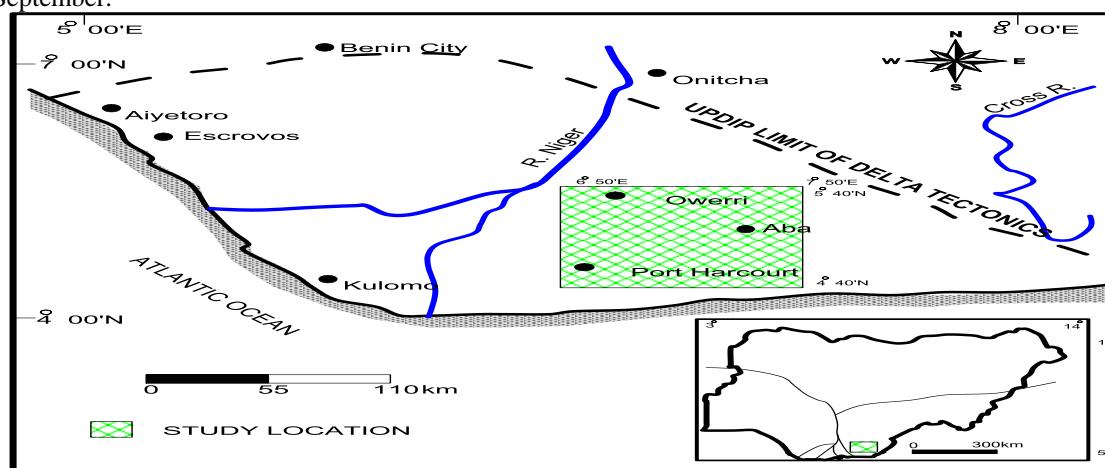 September.
5° 00'E
8° 00'E
Benin City
7° 00'N
Onitcha
N
W E
S
Aiyetoro
Cross R.
Escrovos
UPDIP LIMIT OF DELTA TECTONICS
R. Niger
6° 50'E
7° 50'E
5° 40'N
Owerri
Aba
ATLANTIC OCEAN
Port Harcourt
4° 40'N
Kulomo
4° 00'N
3°
14°
0 55 110km
STUDY LOCATION
0 300km